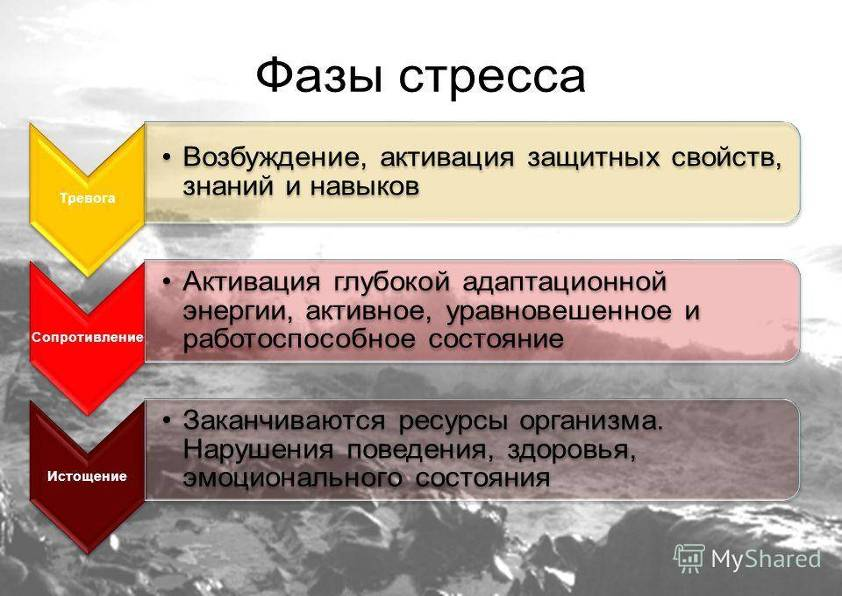 Фазы стресса
Тревога
• Возбуждение, активация защитных свойств,
знаний и навыков
Сопротивление
• Активация глубокой адаптационной
энергии, активное, уравновешенное и
работоспособное состояние
Истощение
• Заканчиваются ресурсы организма.
Нарушения поведения, здоровья,
эмоционального состояния
MyShared